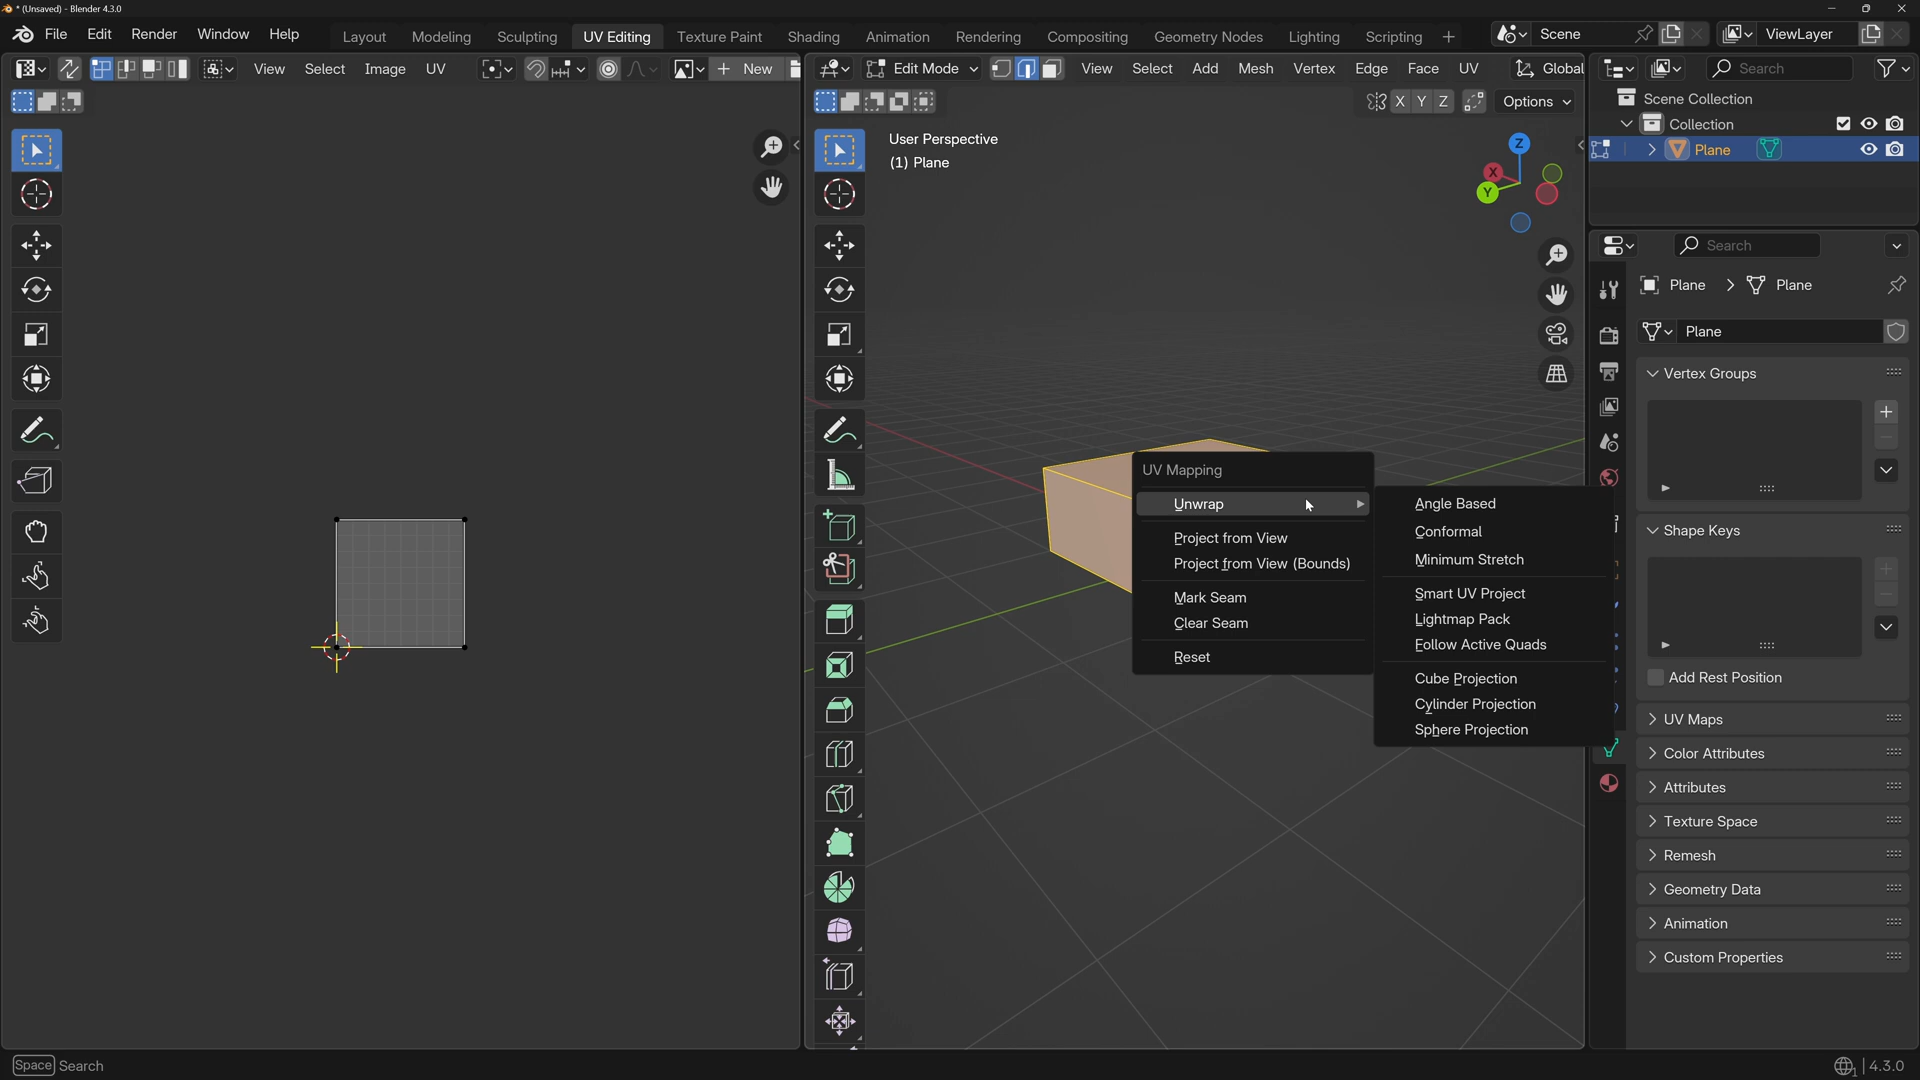 * (Unsaved) - Blender 4.3.0
File Edit Render Window Help Layout Modeling Sculpting UV Editing Texture Paint Shading Animation Rendering Compositing Geometry Nodes Lighting Scripting + Scene ViewLayer
View Select Image UV + New
Edit Mode View Select Add Mesh Vertex Edge Face UV Global
Search
X Y Z Options
Scene Collection
Collection
Plane
User Perspective
(1) Plane
Z
X
Y
Search
Plane > Plane
Plane
Vertex Groups
Shape Keys
Add Rest Position
UV Maps
Color Attributes
Attributes
Texture Space
Remesh
Geometry Data
Animation
Custom Properties
UV Mapping
Unwrap
Project from View
Project from View (Bounds)
Mark Seam
Clear Seam
Reset
Angle Based
Conformal
Minimum Stretch
Smart UV Project
Lightmap Pack
Follow Active Quads
Cube Projection
Cylinder Projection
Sphere Projection
Space Search
1 4.3.0